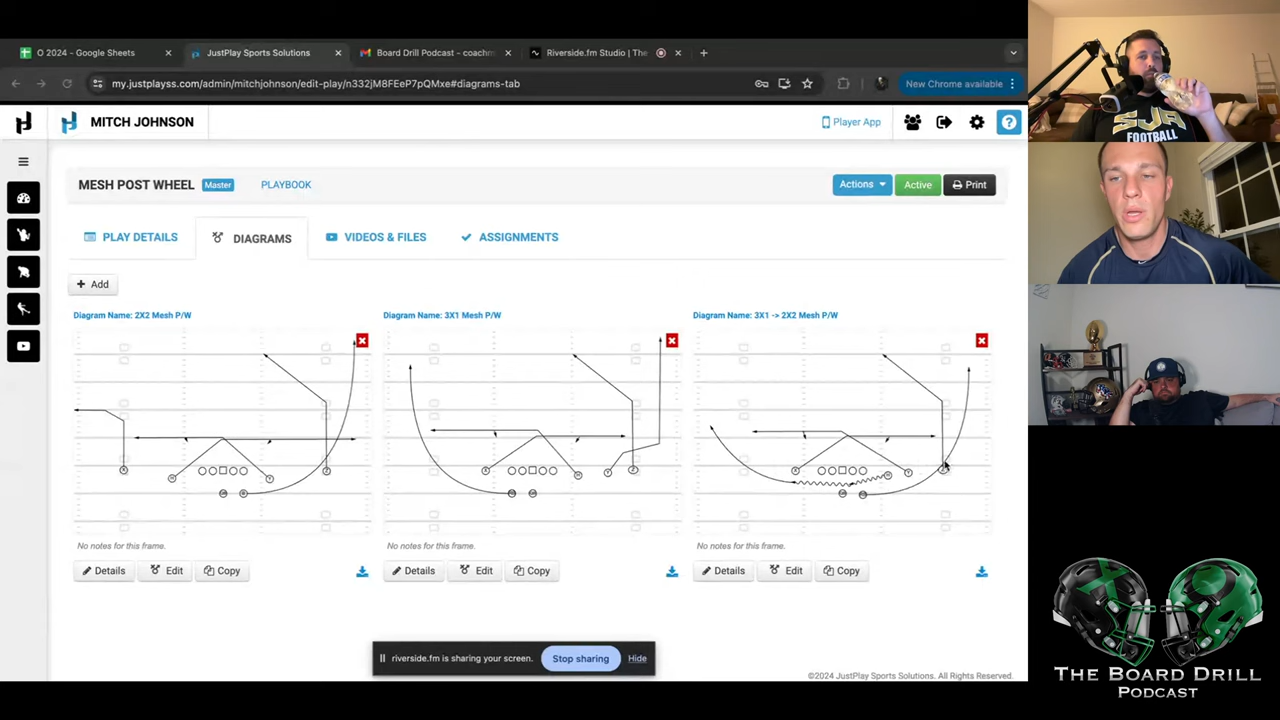 O 2024 - Google Sheets
JustPlay Sports Solutions
Board Drill Podcast - coachm
Riverside.fm Studio | The
my.justplayss.com/admin/mitchjohnson/edit-play/n332jM8FEeP7pQMxe#diagrams-tab
New Chrome available
MITCH JOHNSON
Player App
MESH POST WHEEL
Master
PLAYBOOK
Actions
Active
Print
PLAY DETAILS
DIAGRAMS
VIDEOS & FILES
ASSIGNMENTS
+ Add
Diagram Name: 2X2 Mesh P/W
Diagram Name: 3X1 Mesh P/W
Diagram Name: 3X1 -> 2X2 Mesh P/W
No notes for this frame.
No notes for this frame.
No notes for this frame.
Details
Edit
Copy
Details
Edit
Copy
Details
Edit
Copy
riverside.fm is sharing your screen.
Stop sharing
Hide
©2024 JustPlay Sports Solutions. All Rights Reserved.
SJA
FOOTBALL
THE BOARD DRILL
PODCAST